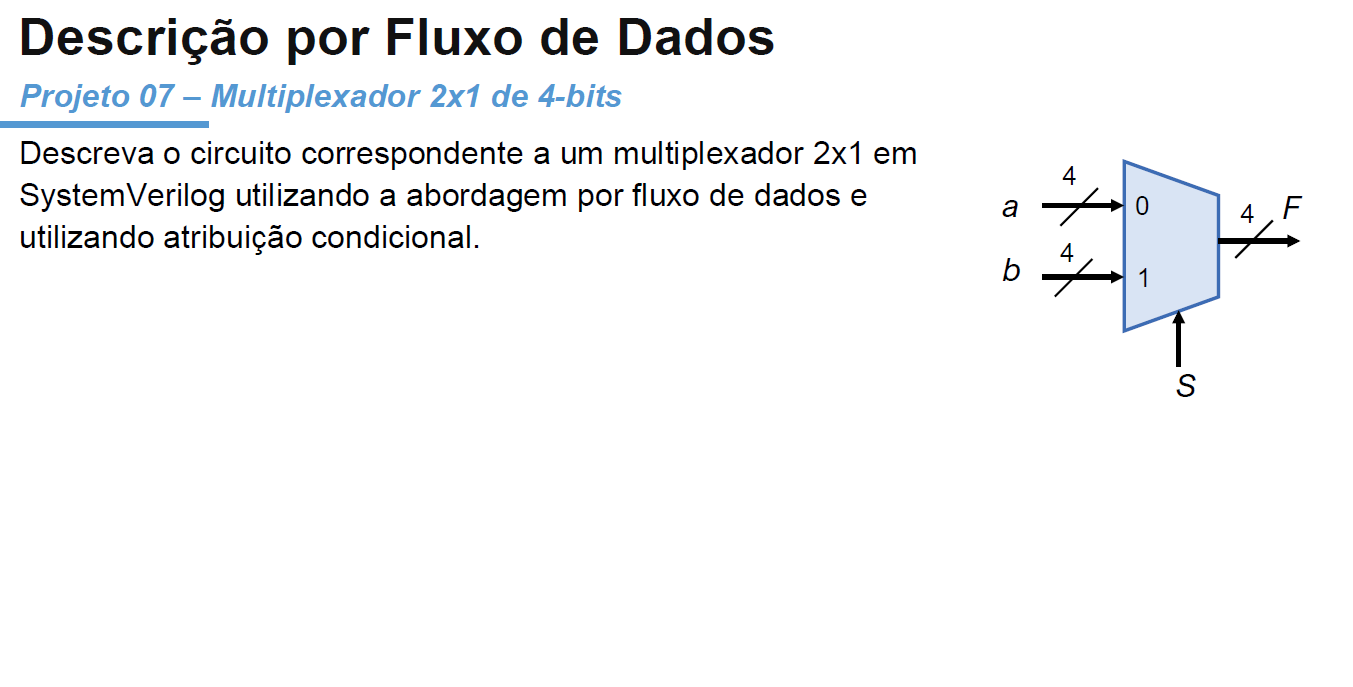 Descrição por Fluxo de Dados
Projeto 07 – Multiplexador 2x1 de 4-bits
Descreva o circuito correspondente a um multiplexador 2x1 em
SystemVerilog utilizando a abordagem por fluxo de dados e
utilizando atribuição condicional.
4
a
0
4
F
4
b
1
S